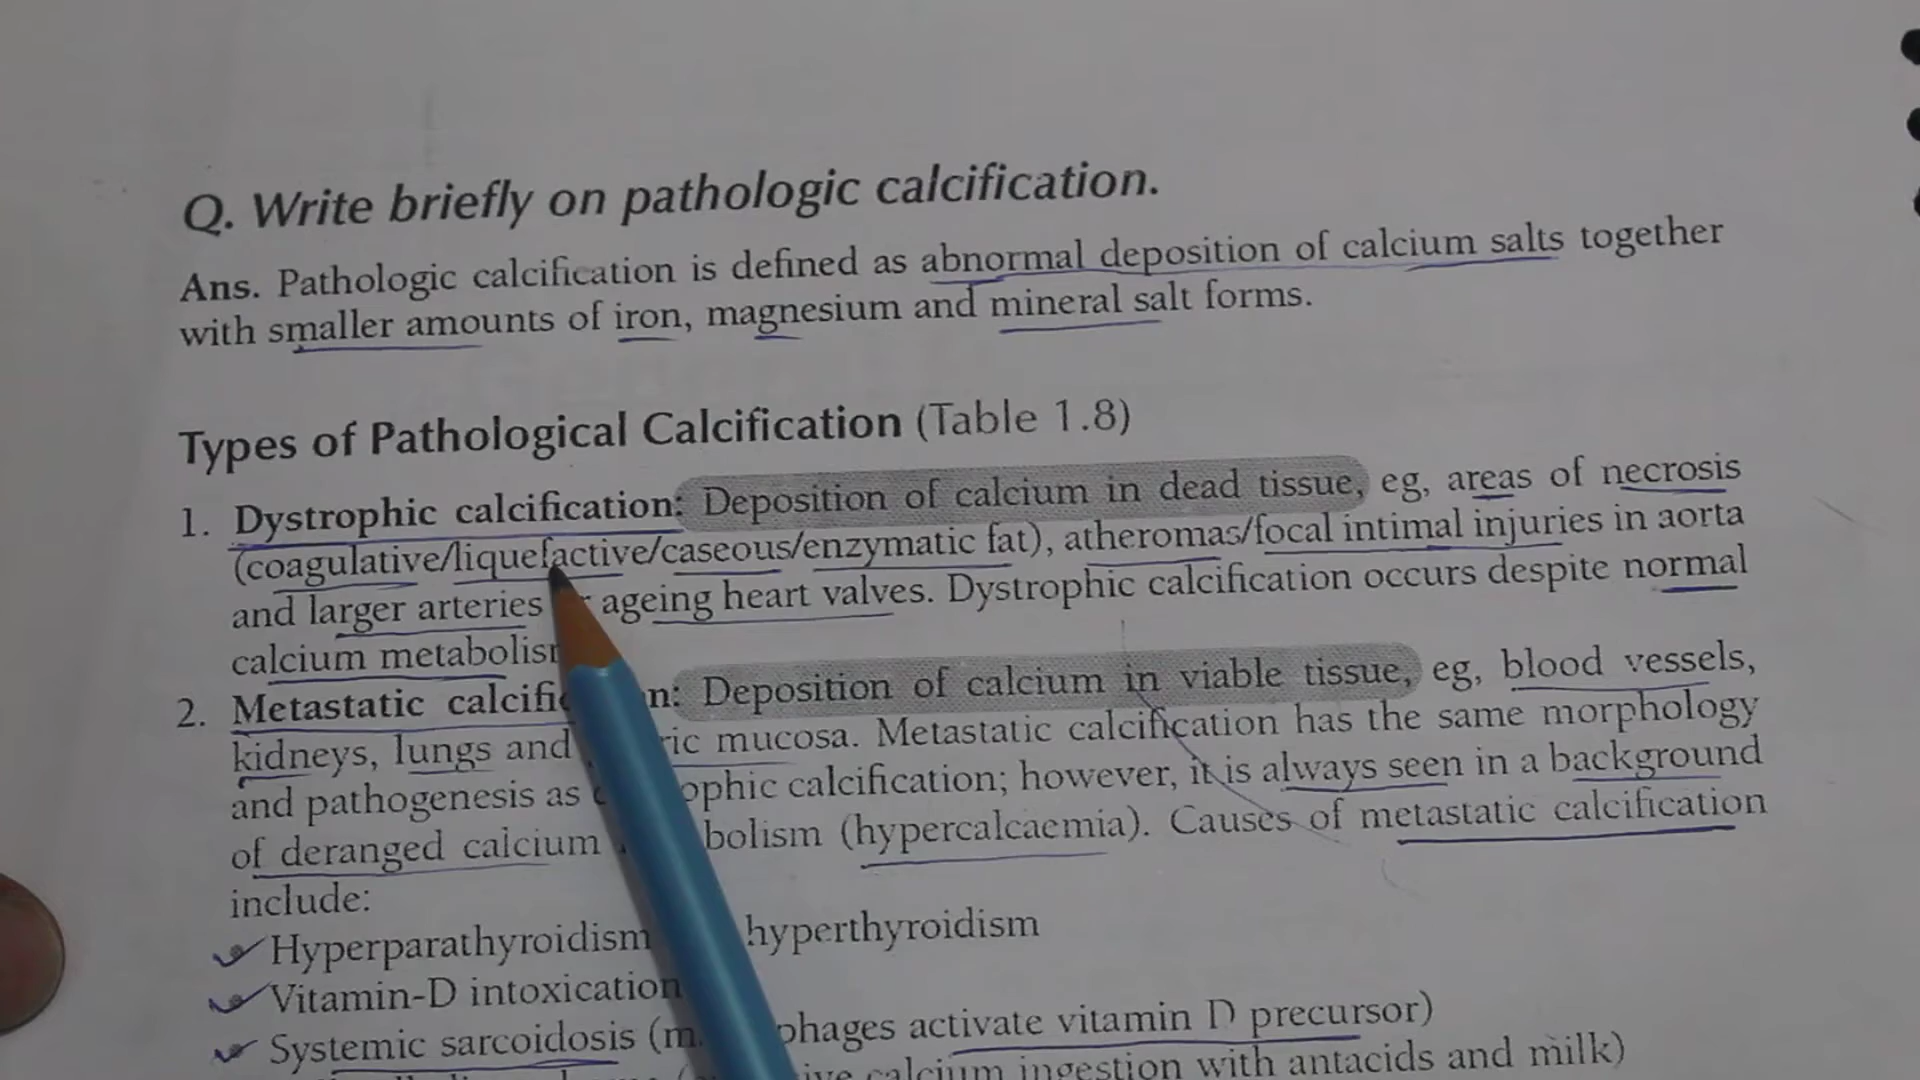 Q. Write briefly on pathologic calcification.
Ans. Pathologic calcification is defined as abnormal deposition of calcium salts together
with smaller amounts of iron, magnesium and mineral salt forms.
Types of Pathological Calcification (Table 1.8)
1. Dystrophic calcification: Deposition of calcium in dead tissue, eg, areas of necrosis
(coagulative/liquefactive/caseous/enzymatic fat), atheromas/focal intimal injuries in aorta
and larger arteries ageing heart valves. Dystrophic calcification occurs despite normal
calcium
2. Metastatic Deposition of calcium in viable tissue, eg, blood vessels,
kidneys, lungs and mucosa. Metastatic calcification has the same morphology
and pathogenesis as calcification; however, it is always seen in a background
of deranged calcium (hypercalcaemia). Causes of metastatic calcification
include:
Hyperparathyroidism hyperthyroidism
Vitamin-D intoxication
Systemic sarcoidosis activate vitamin D precursor)
calcium ingestion with antacids and milk)